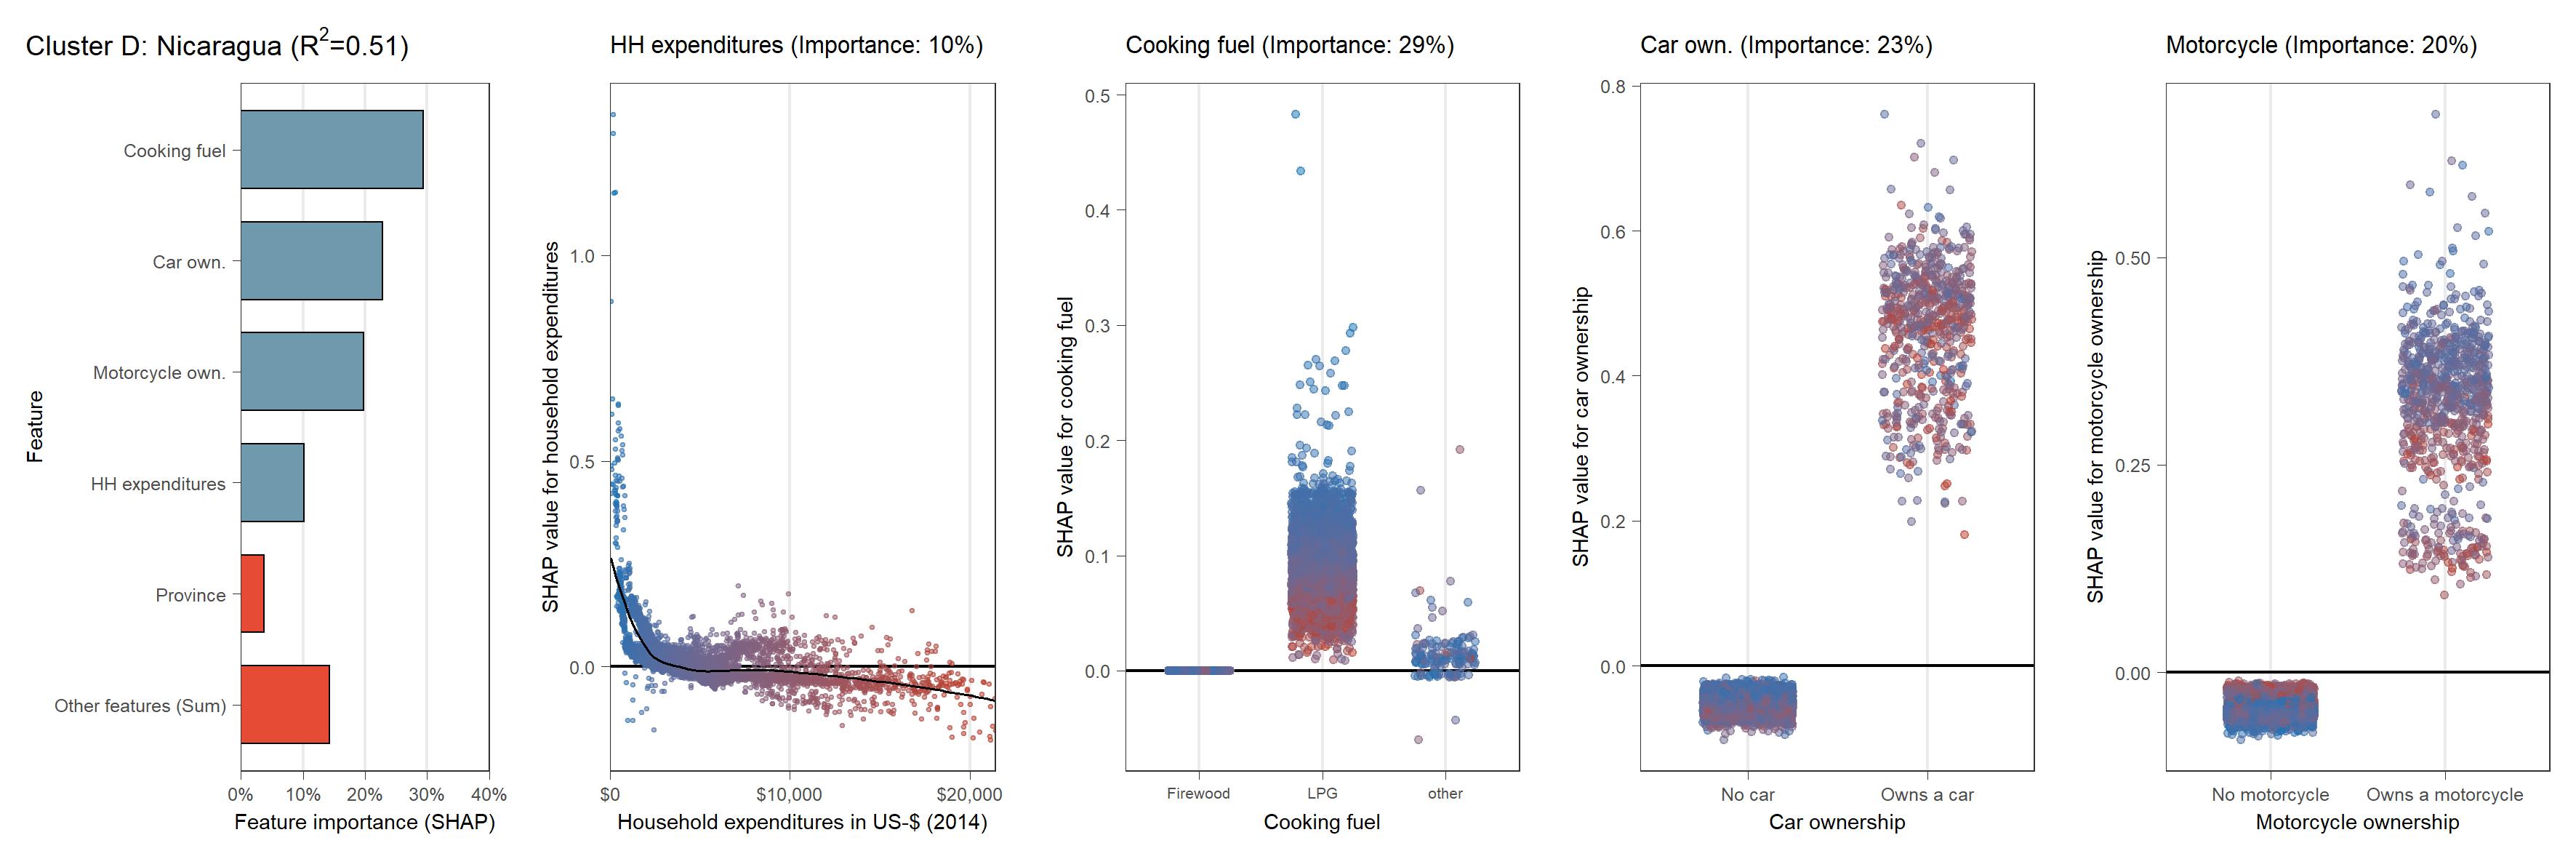 Cluster D: Nicaragua (R²=0.51)
Feature
Cooking fuel
Car own.
Motorcycle own.
HH expenditures
Province
Other features (Sum)
0% 10% 20% 30% 40%
Feature importance (SHAP)
HH expenditures (Importance: 10%)
SHAP value for household expenditures
1.0
0.5
0.0
$0 $10,000 $20,000
Household expenditures in US-$ (2014)
Cooking fuel (Importance: 29%)
SHAP value for cooking fuel
0.5
0.4
0.3
0.2
0.1
0.0
Firewood LPG other
Cooking fuel
Car own. (Importance: 23%)
SHAP value for car ownership
0.8
0.6
0.4
0.2
0.0
No car Owns a car
Car ownership
Motorcycle (Importance: 20%)
SHAP value for motorcycle ownership
0.50
0.25
0.00
No motorcycle Owns a motorcycle
Motorcycle ownership